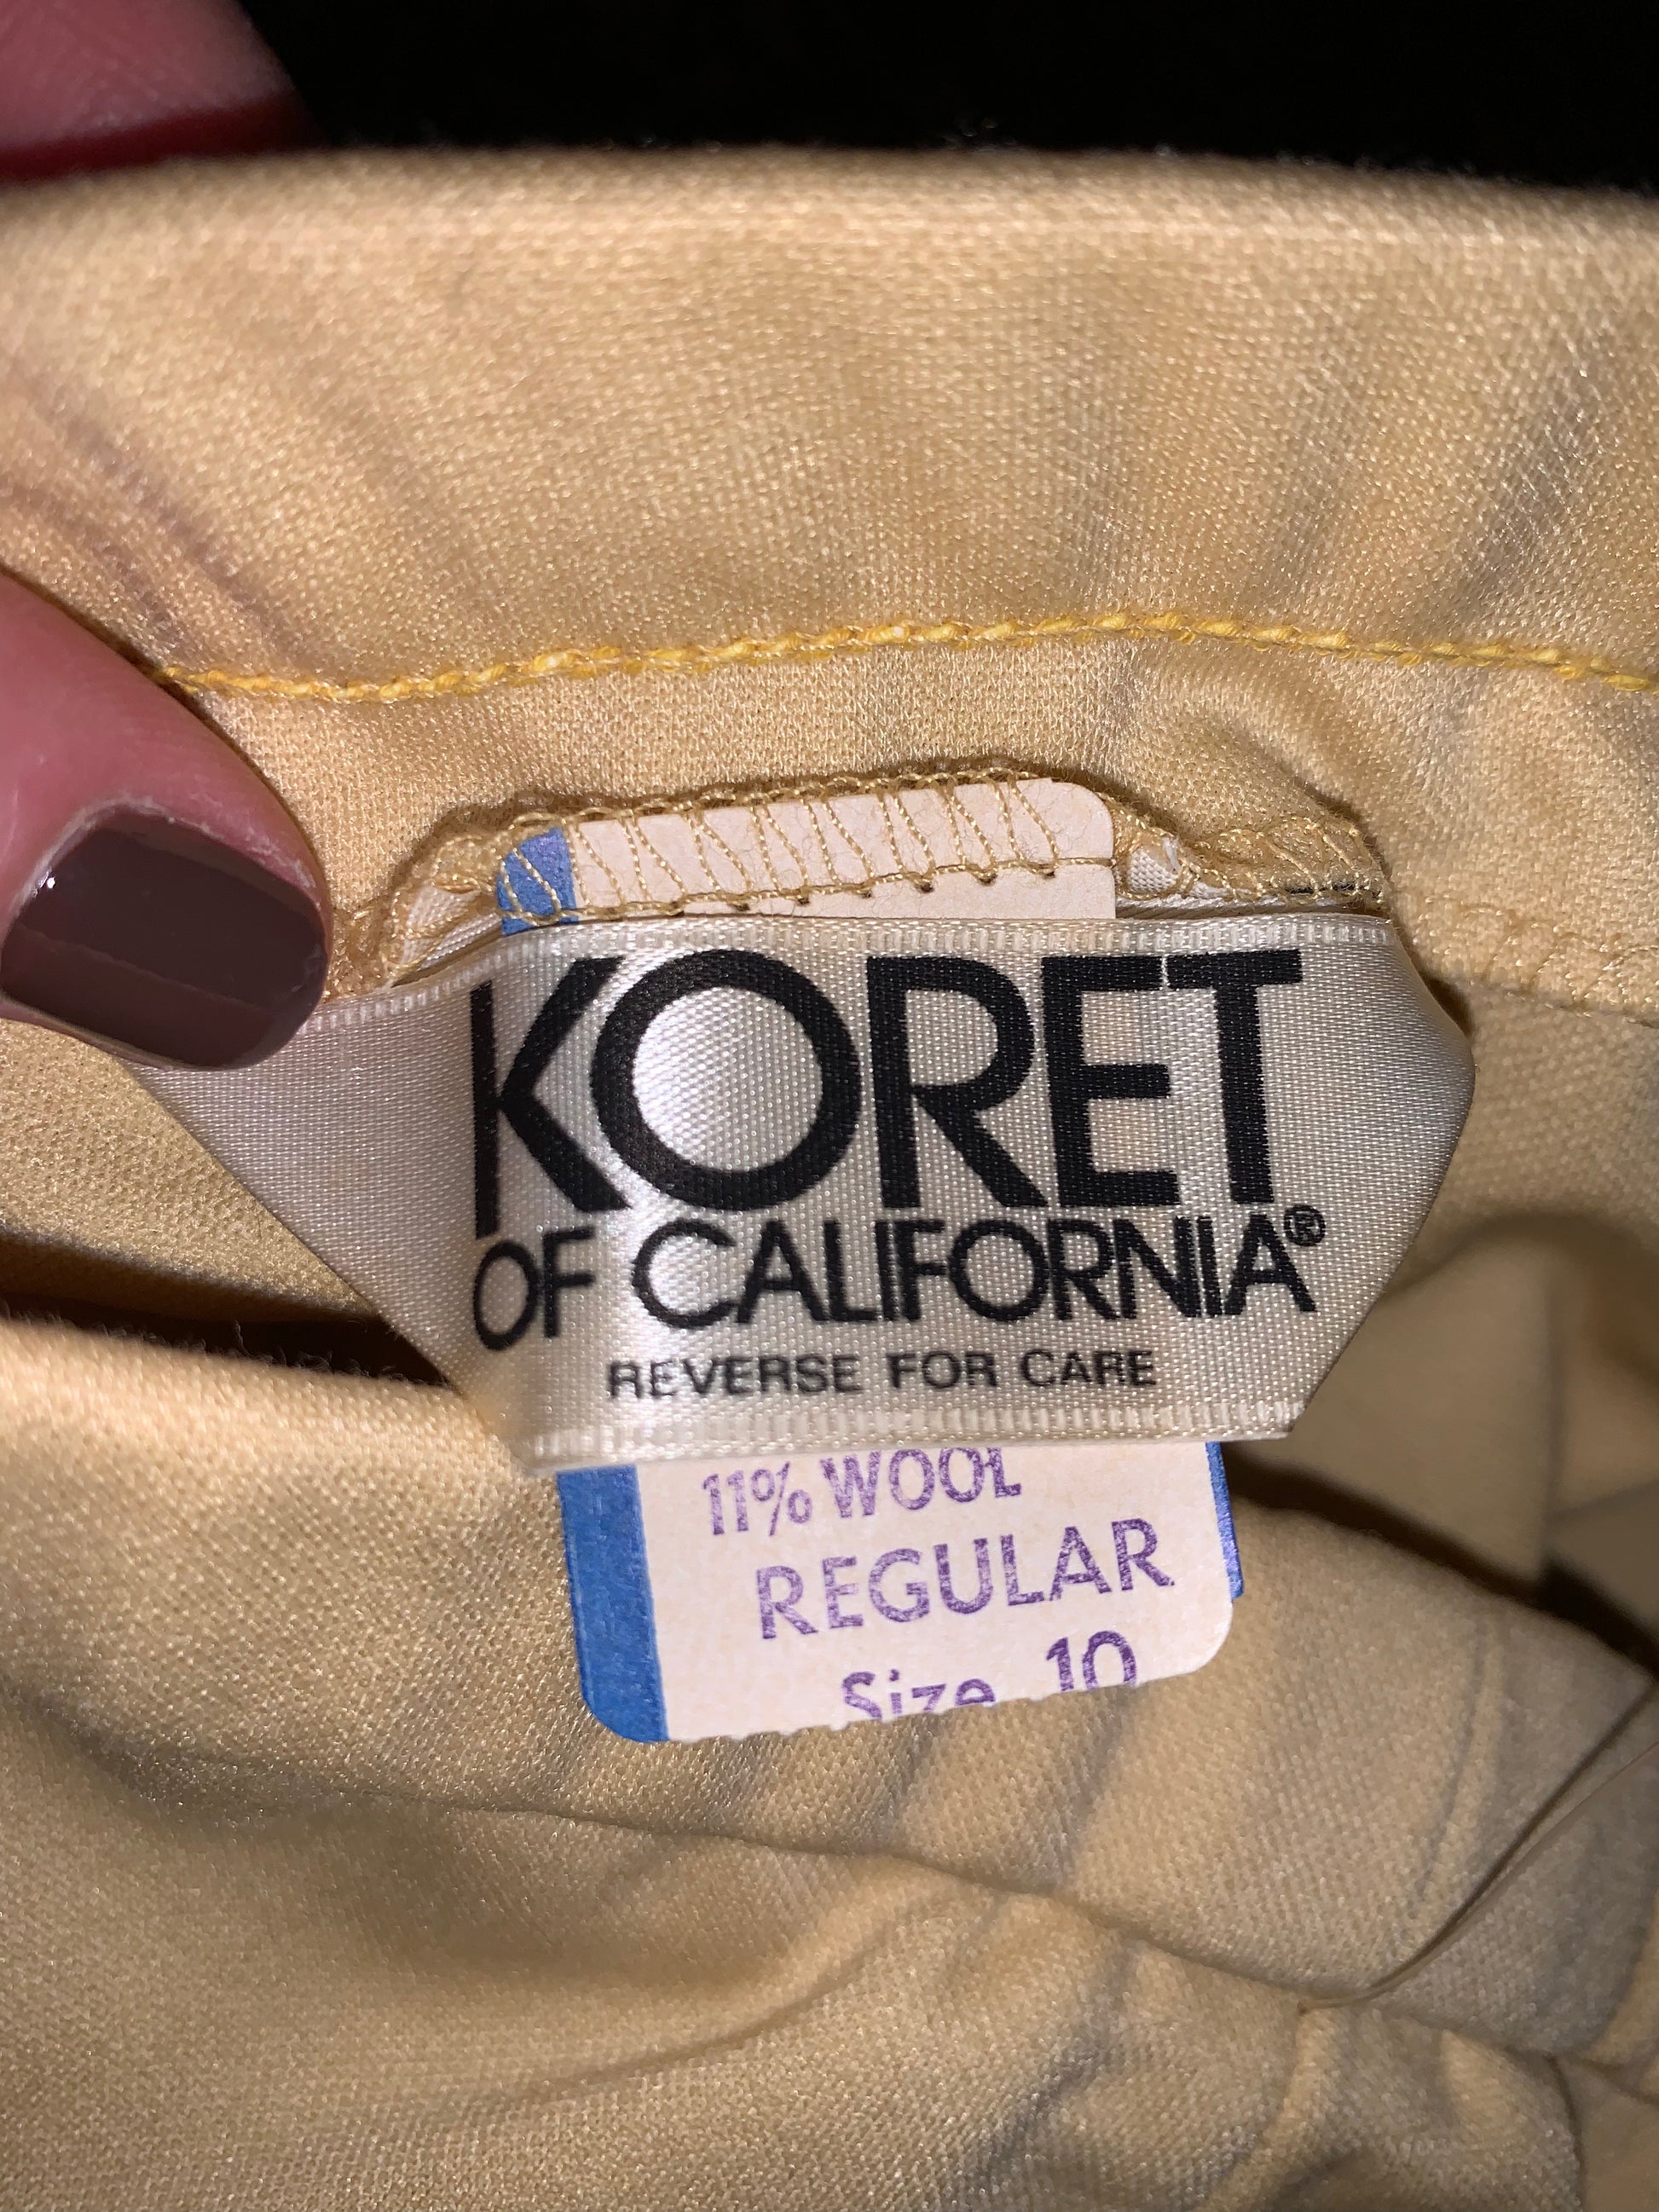 KORET
OF CALIFORNIA®
REVERSE FOR CARE
11% WOOL
REGULAR
Size 10